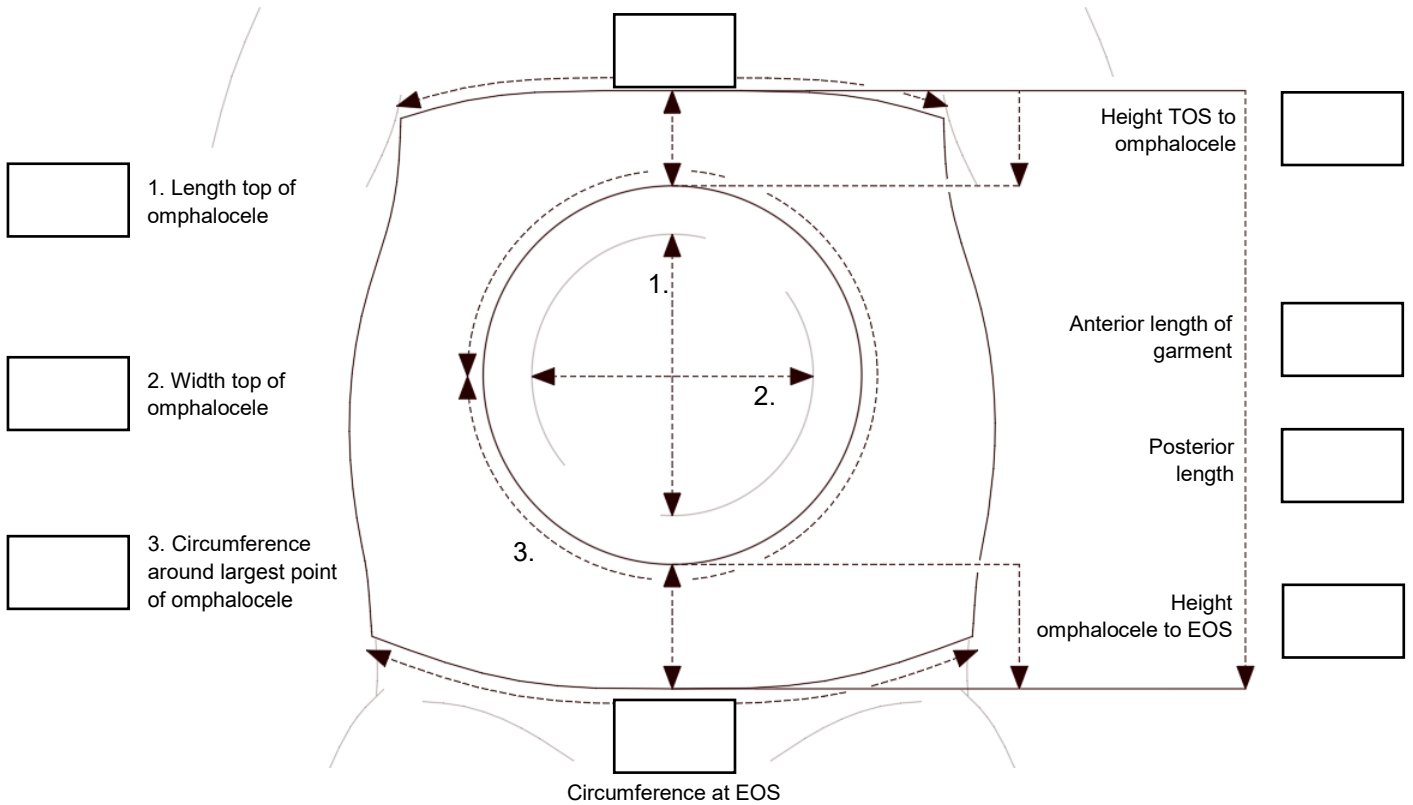 Height TOS to
omphalocele
1. Length top of
omphalocele
1.
Anterior length of
garment
2. Width top of
omphalocele
2.
Posterior
length
3. Circumference
around largest point
of omphalocele
3.
Height
omphalocele to EOS
Circumference at EOS